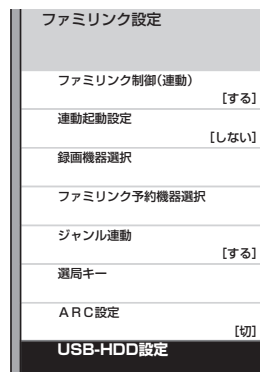 ファミリンク設定
ファミリンク制御(連動)
[する]
連動起動設定
[しない]
録画機器選択
ファミリンク予約機器選択
ジャンル連動
[する]
選局キー
ARC設定
[切]
USB-HDD設定